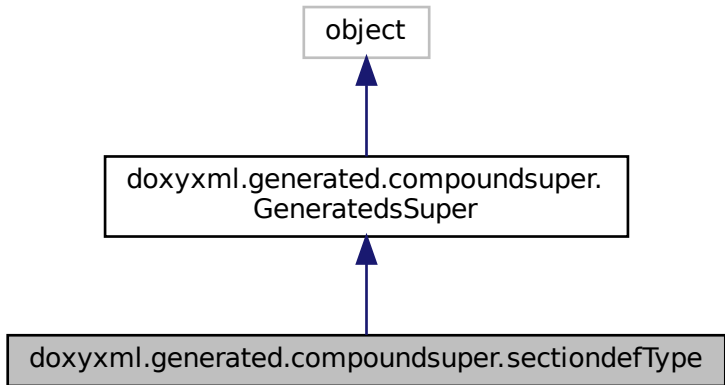 object
doxyxml.generated.compoundsuper.
GeneratedsSuper
doxyxml.generated.compoundsuper.sectiondefType